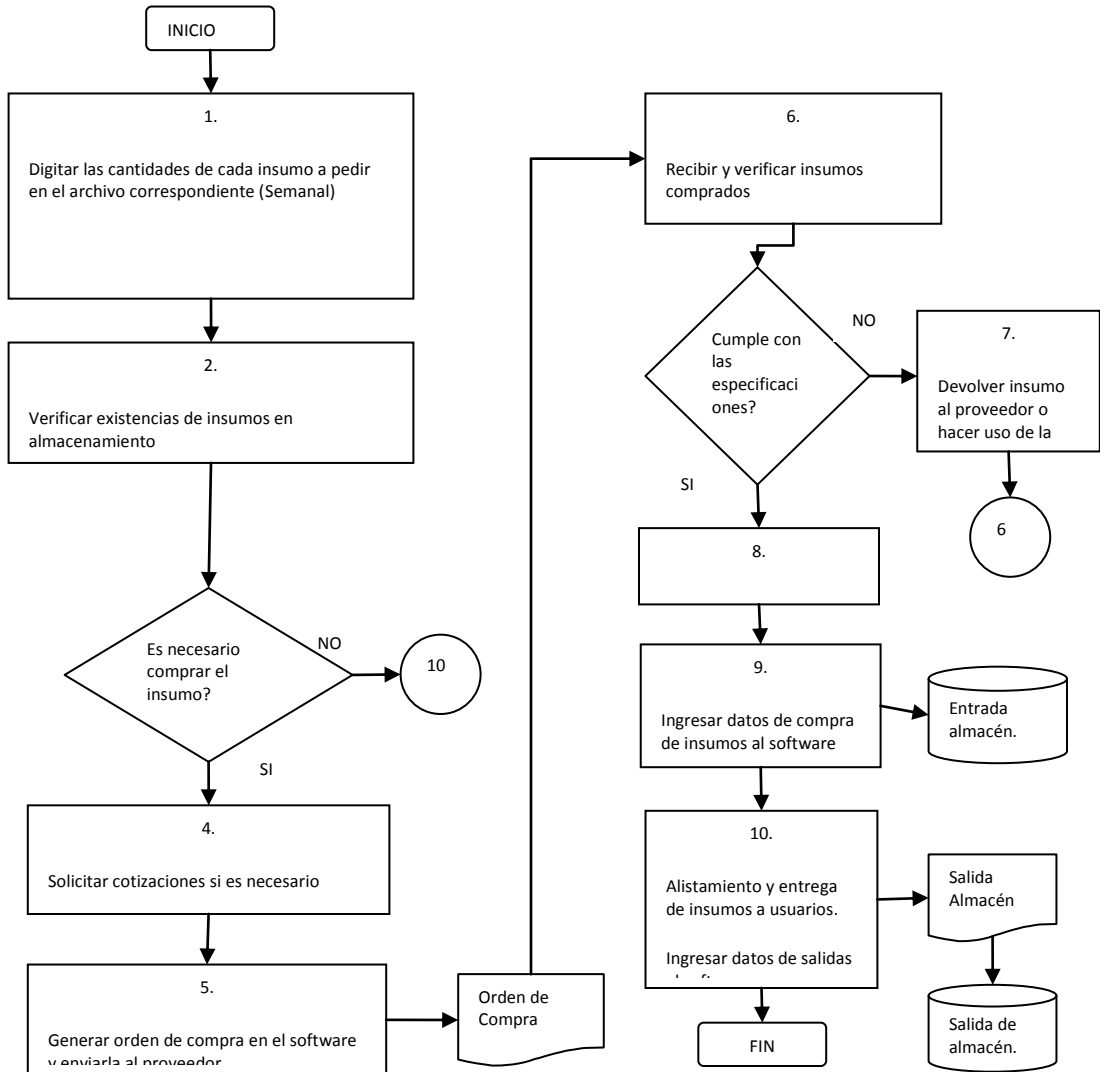 INICIO
1.
Digitar las cantidades de cada insumo a pedir
en el archivo correspondiente (Semanal)
2.
Verificar existencias de insumos en
almacenamiento
Es necesario
comprar el
insumo?
NO
10
SI
4.
Solicitar cotizaciones si es necesario
5.
Generar orden de compra en el software
y enviarla al proveedor
Orden de
Compra
6.
Recibir y verificar insumos
comprados
Cumple con
las
especificaci
ones?
NO
7.
Devolver insumo
al proveedor o
hacer uso de la
6
SI
8.
9.
Ingresar datos de compra
de insumos al software
Entrada
almacén.
10.
Alistamiento y entrega
de insumos a usuarios.
Ingresar datos de salidas
Salida
Almacén
Salida de
almacén.
FIN